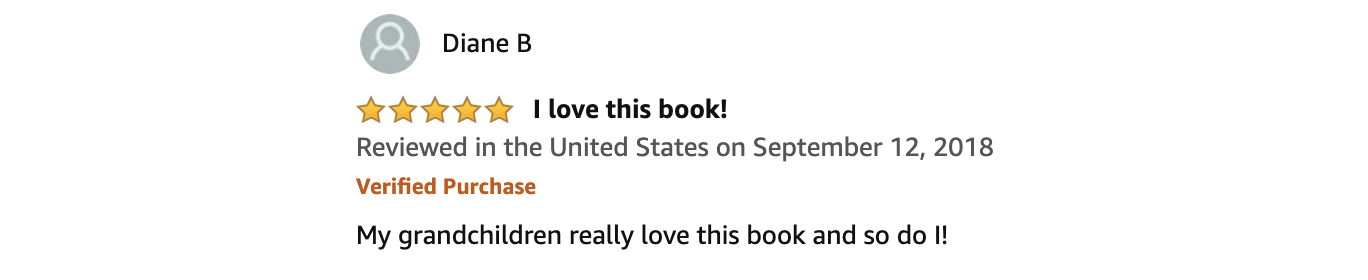 Diane B
I love this book!
Reviewed in the United States on September 12, 2018
Verified Purchase
My grandchildren really love this book and so do I!